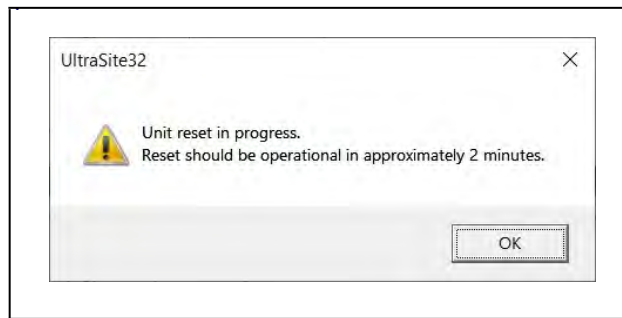 UltraSite32
Unit reset in progress.
Reset should be operational in approximately 2 minutes.
OK